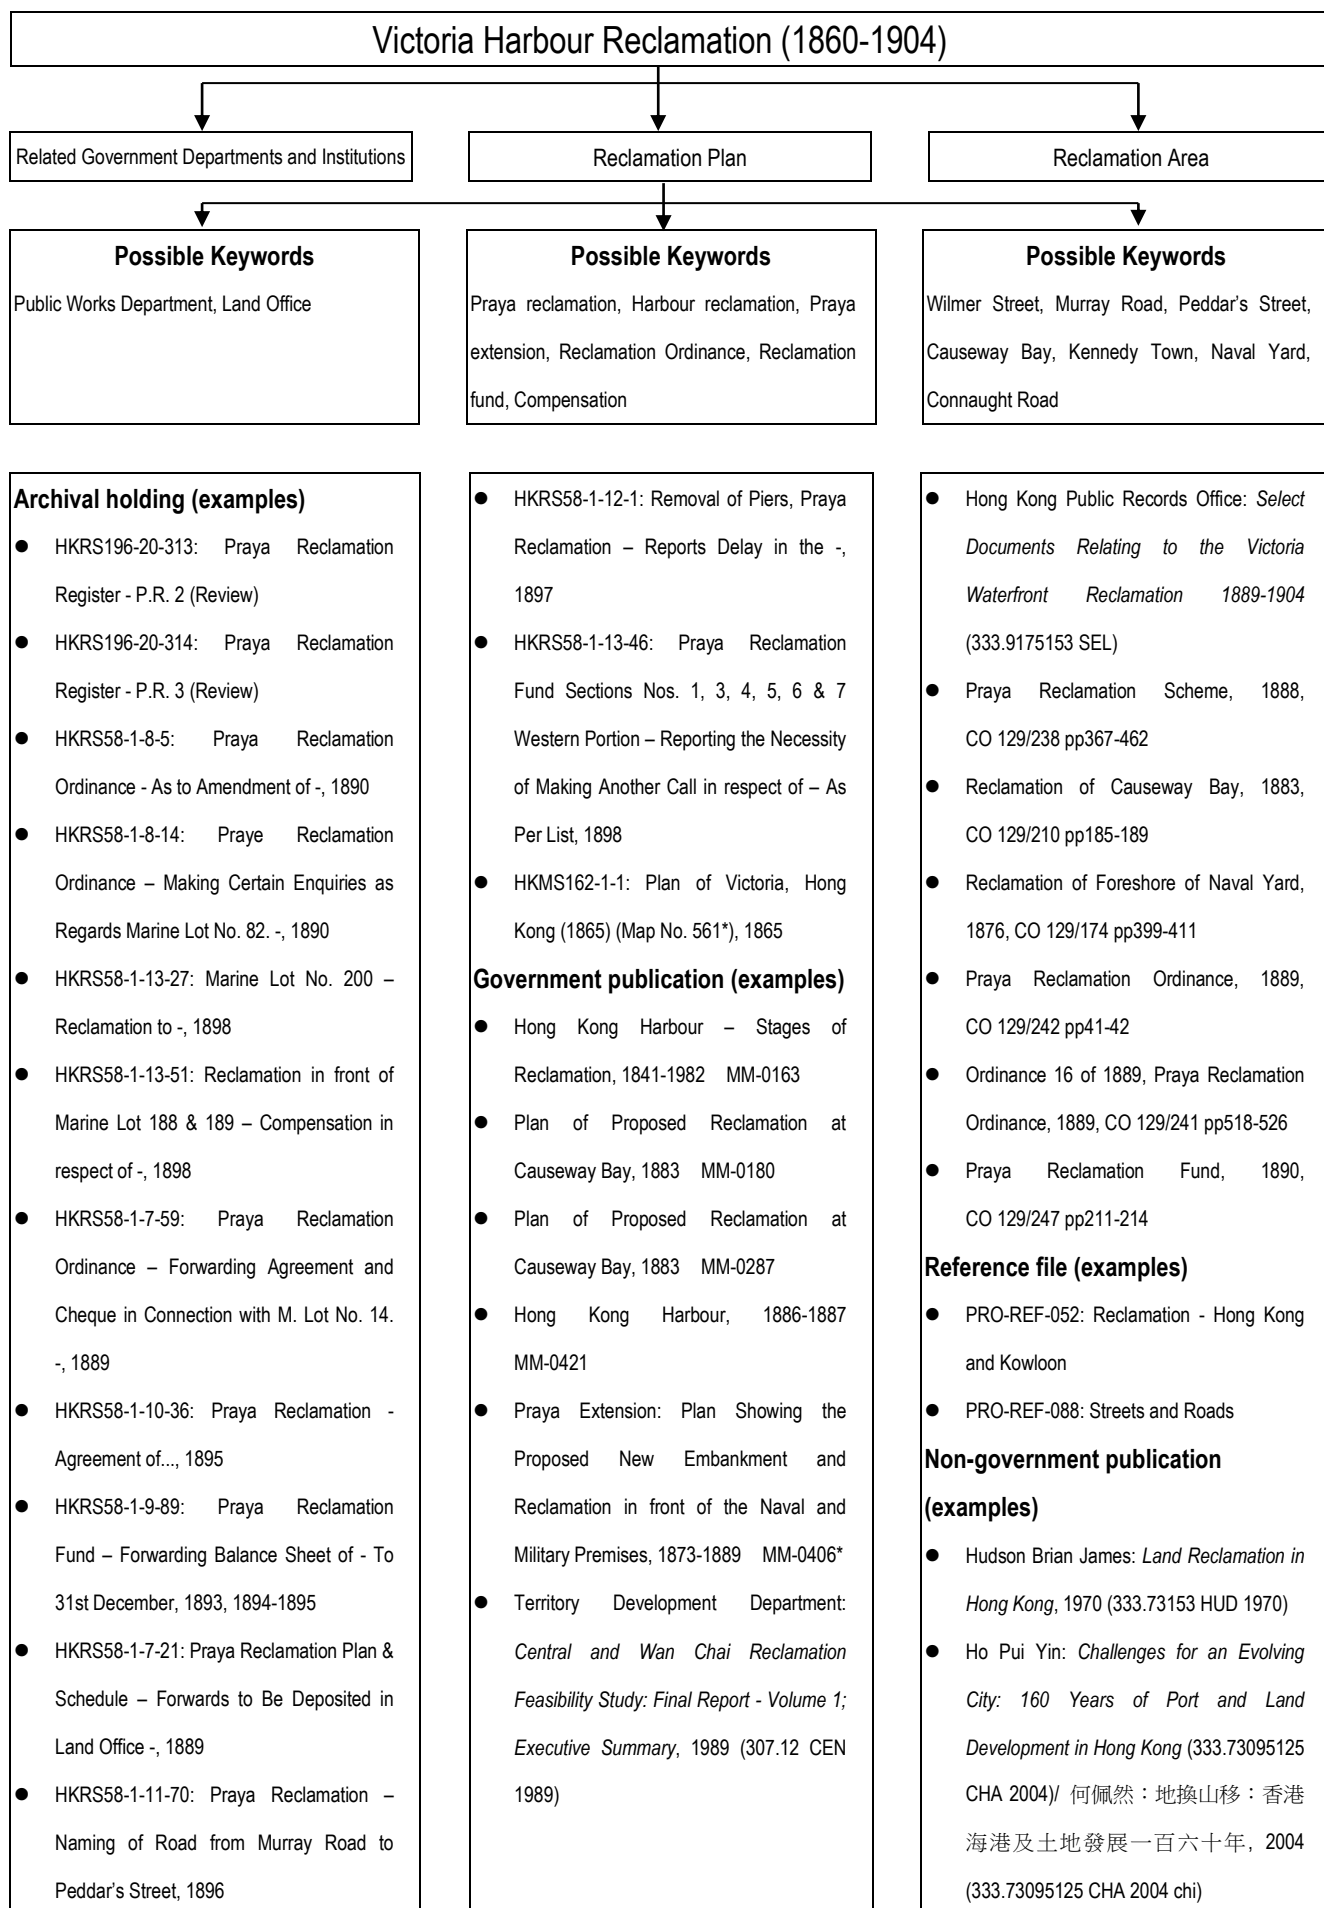 Victoria Harbour Reclamation (1860-1904)
Related Government Departments and Institutions
Reclamation Plan
Reclamation Area
Possible Keywords
Public Works Department, Land Office
Possible Keywords
Praya reclamation, Harbour reclamation, Praya
extension, Reclamation Ordinance, Reclamation
fund, Compensation
Possible Keywords
Wilmer Street, Murray Road, Peddar’s Street,
Causeway Bay, Kennedy Town, Naval Yard,
Connaught Road
Archival holding (examples)
● HKRS196-20-313: Praya Reclamation
Register - P.R. 2 (Review)
● HKRS196-20-314: Praya Reclamation
Register - P.R. 3 (Review)
● HKRS58-1-8-5: Praya Reclamation
Ordinance - As to Amendment of -, 1890
● HKRS58-1-8-14: Praye Reclamation
Ordinance – Making Certain Enquiries as
Regards Marine Lot No. 82. -, 1890
● HKRS58-1-13-27: Marine Lot No. 200 –
Reclamation to -, 1898
● HKRS58-1-13-51: Reclamation in front of
Marine Lot 188 & 189 – Compensation in
respect of -, 1898
● HKRS58-1-7-59: Praya Reclamation
Ordinance – Forwarding Agreement and
Cheque in Connection with M. Lot No. 14.
-, 1889
● HKRS58-1-10-36: Praya Reclamation -
Agreement of..., 1895
● HKRS58-1-9-89: Praya Reclamation
Fund – Forwarding Balance Sheet of - To
31st December, 1893, 1894-1895
● HKRS58-1-7-21: Praya Reclamation Plan &
Schedule – Forwards to Be Deposited in
Land Office -, 1889
● HKRS58-1-11-70: Praya Reclamation –
Naming of Road from Murray Road to
Peddar’s Street, 1896
● HKRS58-1-12-1: Removal of Piers, Praya
Reclamation – Reports Delay in the -,
1897
● HKRS58-1-13-46: Praya Reclamation
Fund Sections Nos. 1, 3, 4, 5, 6 & 7
Western Portion – Reporting the Necessity
of Making Another Call in respect of – As
Per List, 1898
● HKMS162-1-1: Plan of Victoria, Hong
Kong (1865) (Map No. 561*), 1865
Government publication (examples)
● Hong Kong Harbour – Stages of
Reclamation, 1841-1982 MM-0163
● Plan of Proposed Reclamation at
Causeway Bay, 1883 MM-0180
● Plan of Proposed Reclamation at
Causeway Bay, 1883 MM-0287
● Hong Kong Harbour, 1886-1887
MM-0421
● Praya Extension: Plan Showing the
Proposed New Embankment and
Reclamation in front of the Naval and
Military Premises, 1873-1889 MM-0406*
● Territory Development Department:
Central and Wan Chai Reclamation
Feasibility Study: Final Report - Volume 1;
Executive Summary, 1989 (307.12 CEN
1989)
● Hong Kong Public Records Office: Select
Documents Relating to the Victoria
Waterfront Reclamation 1889-1904
(333.9175153 SEL)
● Praya Reclamation Scheme, 1888,
CO 129/238 pp367-462
● Reclamation of Causeway Bay, 1883,
CO 129/210 pp185-189
● Reclamation of Foreshore of Naval Yard,
1876, CO 129/174 pp399-411
● Praya Reclamation Ordinance, 1889,
CO 129/242 pp41-42
● Ordinance 16 of 1889, Praya Reclamation
Ordinance, 1889, CO 129/241 pp518-526
● Praya Reclamation Fund, 1890,
CO 129/247 pp211-214
Reference file (examples)
● PRO-REF-052: Reclamation - Hong Kong
and Kowloon
● PRO-REF-088: Streets and Roads
Non-government publication
(examples)
● Hudson Brian James: Land Reclamation in
Hong Kong, 1970 (333.73153 HUD 1970)
● Ho Pui Yin: Challenges for an Evolving
City: 160 Years of Port and Land
Development in Hong Kong (333.73095125
CHA 2004)/ 何佩然：地換山移：香港
海港及土地發展一百六十年, 2004
(333.73095125 CHA 2004 chi)